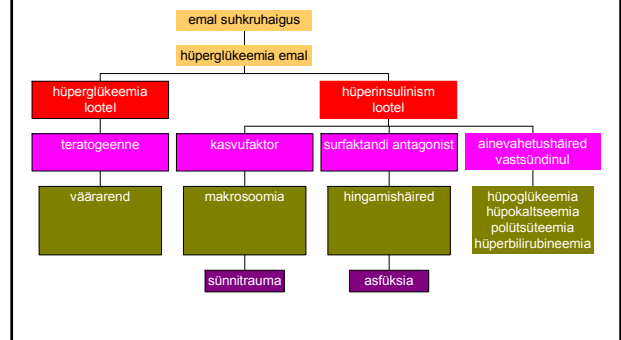 emal suhkruhaigus
hüperglükeemia emal
hüperglükeemia
lootel
hüperinsulinism
lootel
teratogeenne
kasvufaktor
surfaktandi antagonist
ainevahetushäired
vastsündinul
väärarend
makrosoomia
hingamishäired
hüpoglükeemia
hüpokaltseemia
polütsüteemia
hüperbilirubineemia
sünnitrauma
asfüksia